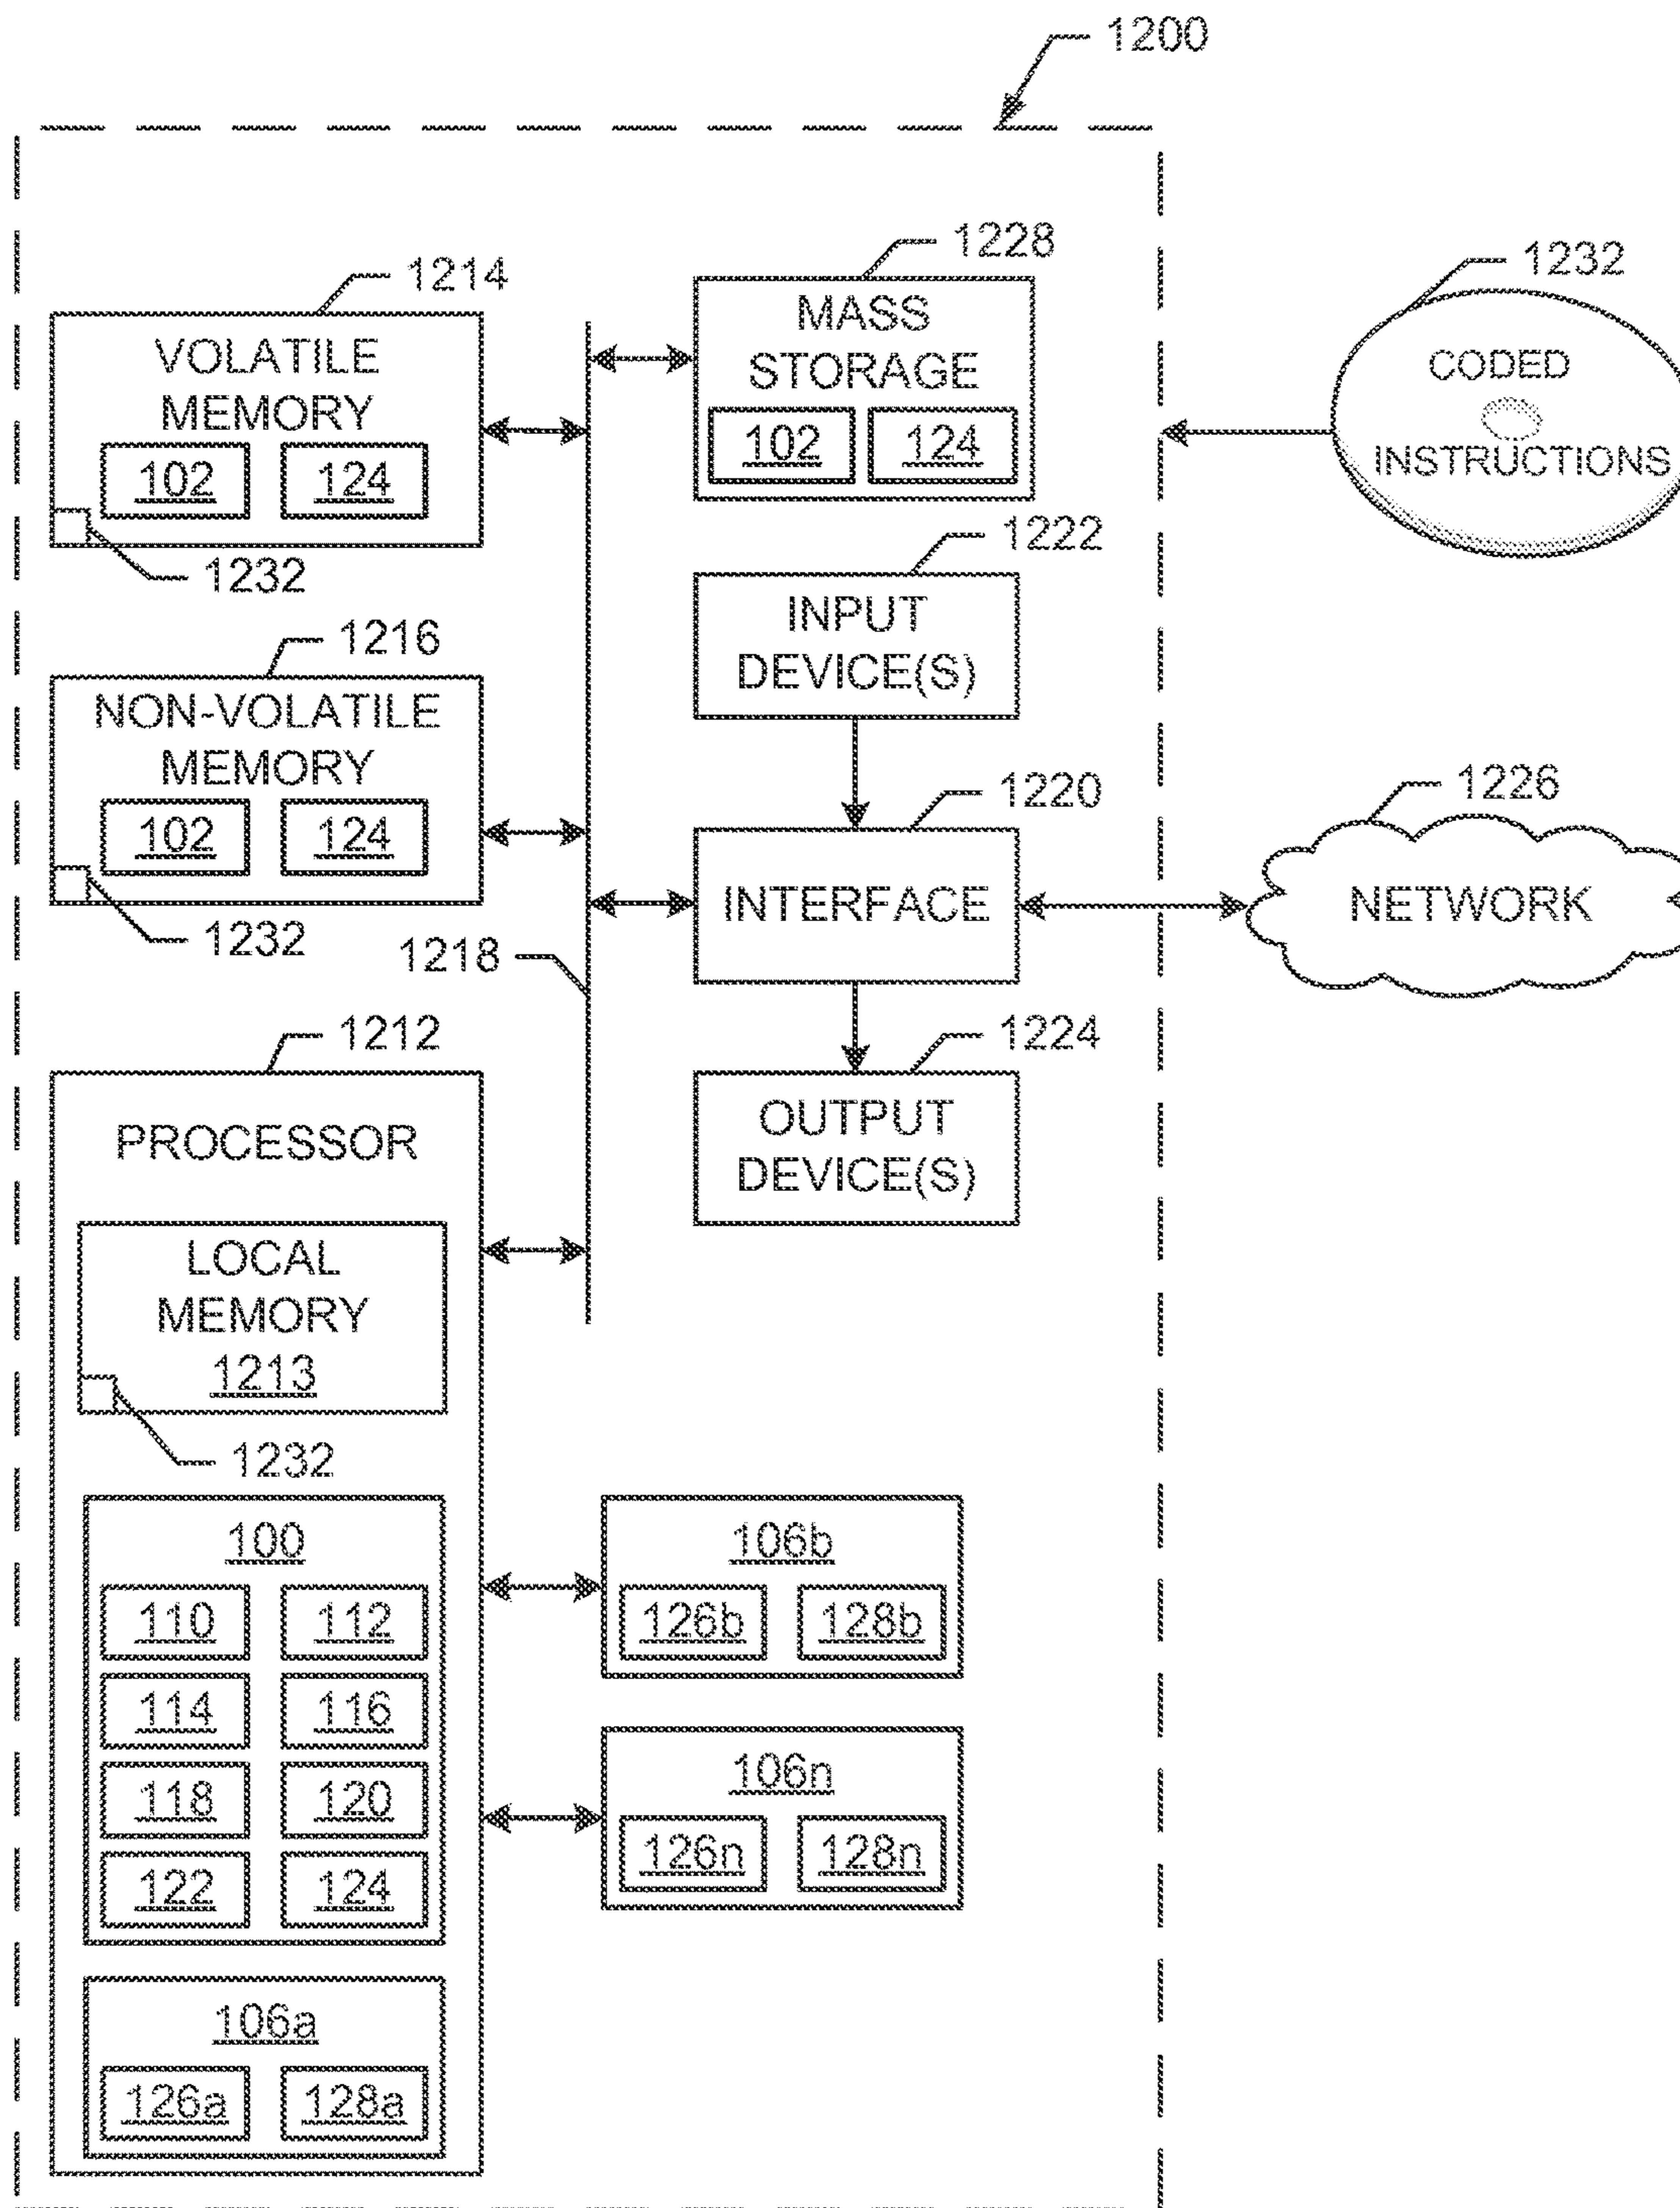 1200
1214
VOLATILE
MEMORY
102 124
1232
1228
MASS
STORAGE
102 124
1232
CODED
INSTRUCTIONS
1222
INPUT
DEVICE(S)
1216
NON-VOLATILE
MEMORY
102 124
1232
1218
1220
INTERFACE
1226
NETWORK
1224
OUTPUT
DEVICE(S)
1212
PROCESSOR
LOCAL
MEMORY
1213
1232
100
110 112
114 116
118 120
122 124
106a
126a 128a
106b
126b 128b
106n
126n 128n